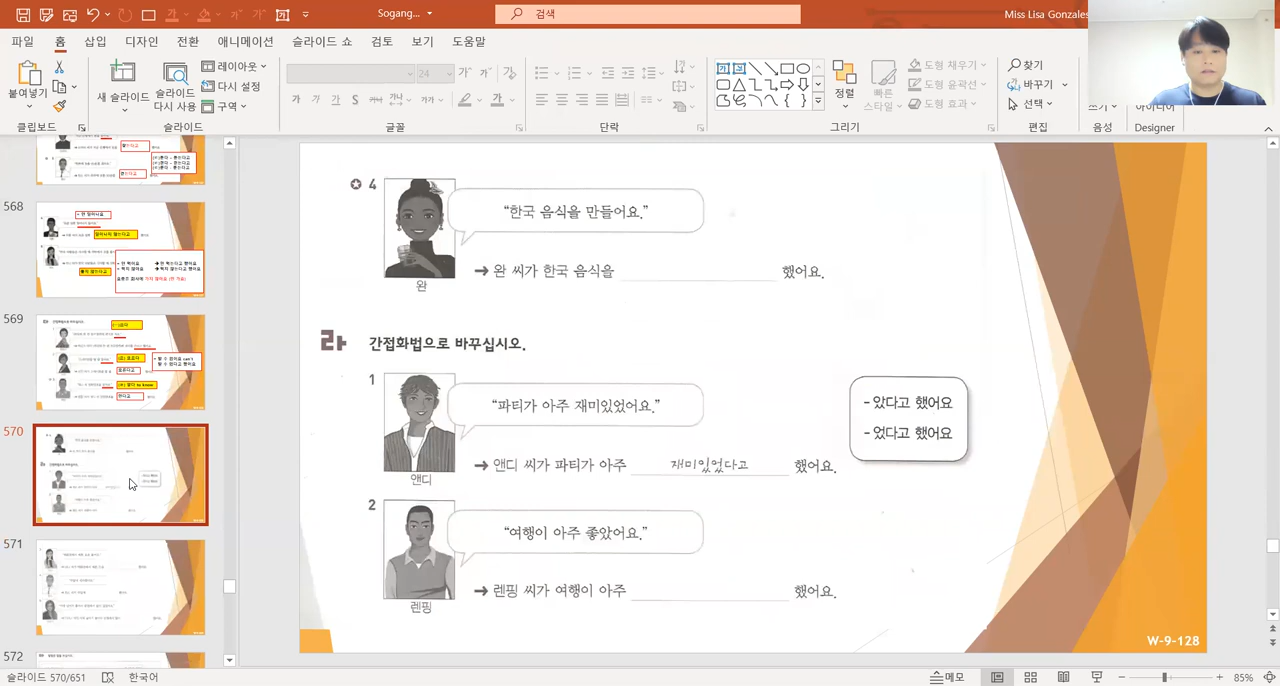 Sogang...
검색
Miss Lisa Gonzales
파일 홈 삽입 디자인 전환 애니메이션 슬라이드 쇼 검토 보기 도움말
붙여넣기
새 슬라이드
슬라이드 다시 사용
레이아웃
다시 설정
구역
24
정렬
빠른 스타일
도형 채우기
도형 윤곽선
도형 효과
찾기
바꾸기
선택
클립보드 슬라이드 글꼴 단락 그리기 편집 음성 Designer
568
569
570
571
572
4
“한국 음식을 만들어요.”
→ 완 씨가 한국 음식을 했어요.
완
라 간접화법으로 바꾸십시오.
1
“파티가 아주 재미있었어요.”
- 았다고 했어요
- 었다고 했어요
→ 앤디 씨가 파티가 아주 재미있었다고 했어요.
앤디
2
“여행이 아주 좋았어요.”
→ 렌핑 씨가 여행이 아주 했어요.
렌핑
W-9-128
슬라이드 570/651 한국어 메모 85%